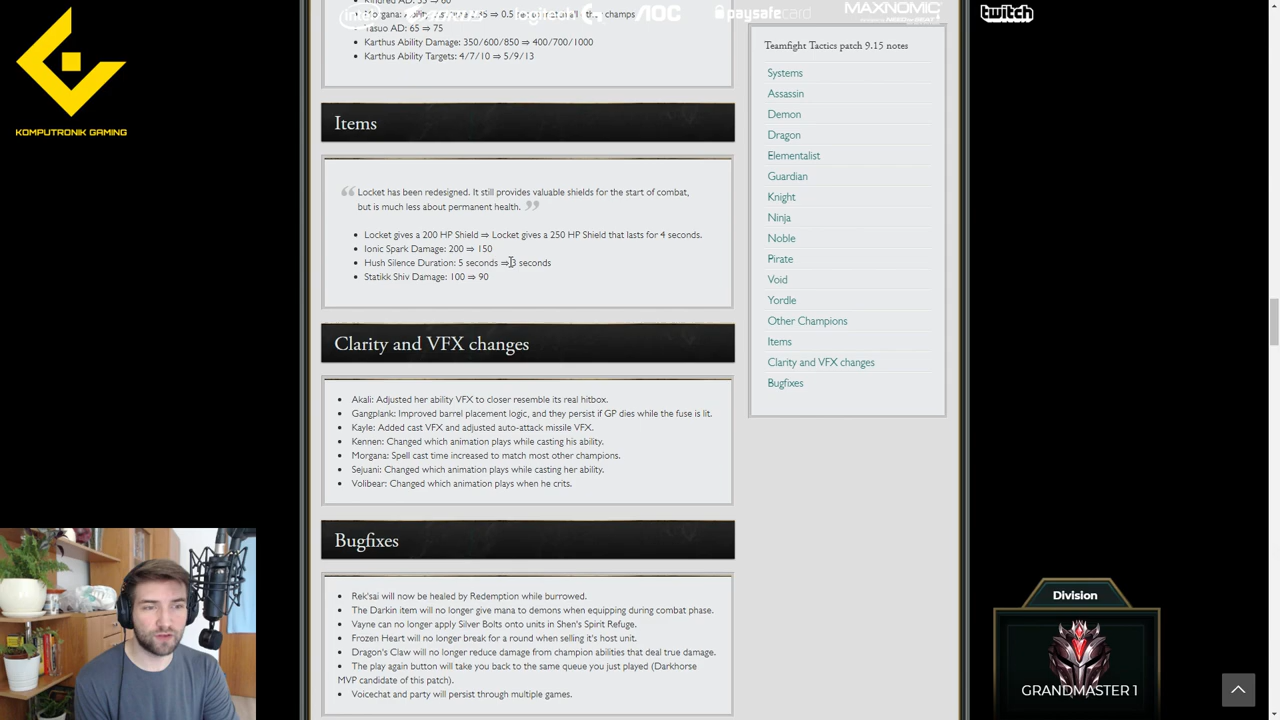 Kindred AD: 55 ⇒ 60
Yasuo AD: 65 ⇒ 75
Karthus Ability Damage: 350/600/850 ⇒ 400/700/1000
Karthus Ability Targets: 4/7/10 ⇒ 5/9/13
logitech
AOC
paysafecard
MAXNOMIC
twitch
KOMPUTRONIK GAMING
Items
Locket has been redesigned. It still provides valuable shields for the start of combat,
but is much less about permanent health.
Locket gives a 200 HP Shield ⇒ Locket gives a 250 HP Shield that lasts for 4 seconds.
Ionic Spark Damage: 200 ⇒ 150
Hush Silence Duration: 5 seconds ⇒3 seconds
Statikk Shiv Damage: 100 ⇒ 90
Clarity and VFX changes
Akali: Adjusted her ability VFX to closer resemble its real hitbox.
Gangplank: Improved barrel placement logic, and they persist if GP dies while the fuse is lit.
Kayle: Added cast VFX and adjusted auto-attack missile VFX.
Kennen: Changed which animation plays while casting his ability.
Morgana: Spell cast time increased to match most other champions.
Sejuani: Changed which animation plays while casting her ability.
Volibear: Changed which animation plays when he crits.
Bugfixes
Rek'sai will now be healed by Redemption while burrowed.
The Darkin item will no longer give mana to demons when equipping during combat phase.
Vayne can no longer apply Silver Bolts onto units in Shen's Spirit Refuge.
Frozen Heart will no longer break for a round when selling it's host unit.
Dragon's Claw will no longer reduce damage from champion abilities that deal true damage.
The play again button will take you back to the same queue you just played (Darkhorse
MVP candidate of this patch).
Voicechat and party will persist through multiple games.
Teamfight Tactics patch 9.15 notes
Systems
Assassin
Demon
Dragon
Elementalist
Guardian
Knight
Ninja
Noble
Pirate
Void
Yordle
Other Champions
Items
Clarity and VFX changes
Bugfixes
Division
GRANDMASTER 1